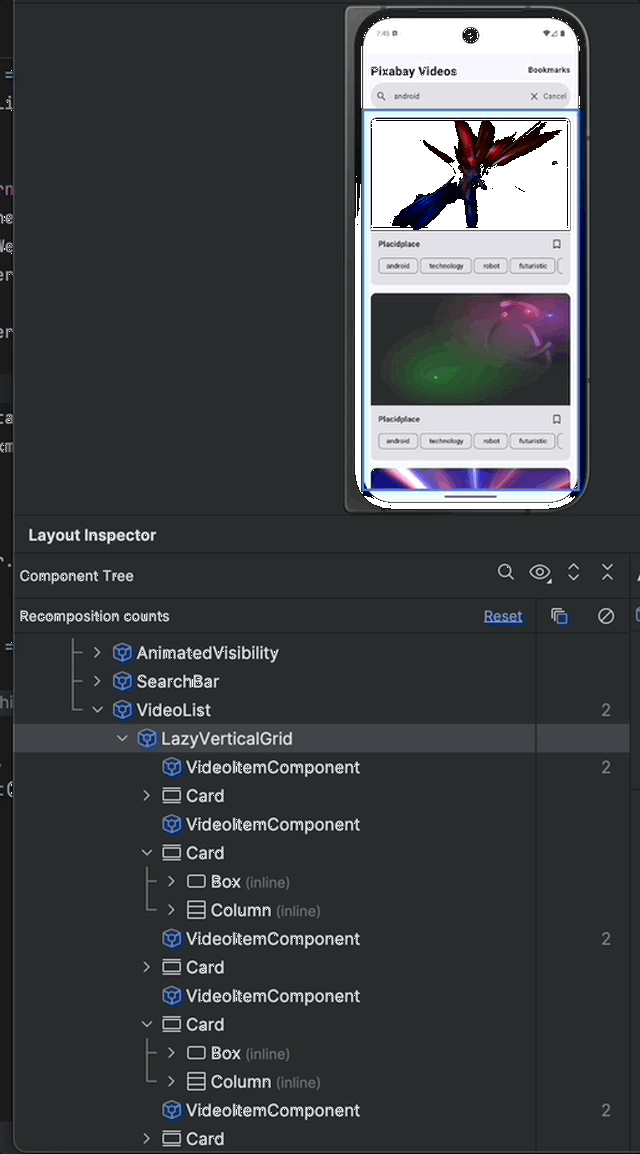 7:45
Pixabay Videos
Bookmarks
android
Cancel
Placidplace
android technology robot futuristic
Placidplace
android technology robot futuristic
Layout Inspector
Component Tree
Recomposition counts
Reset
AnimatedVisibility
SearchBar
VideoList 2
LazyVerticalGrid
VideoItemComponent 2
Card
VideoItemComponent
Card
Box (inline)
Column (inline)
VideoItemComponent 2
Card
VideoItemComponent
Card
Box (inline)
Column (inline)
VideoItemComponent 2
Card